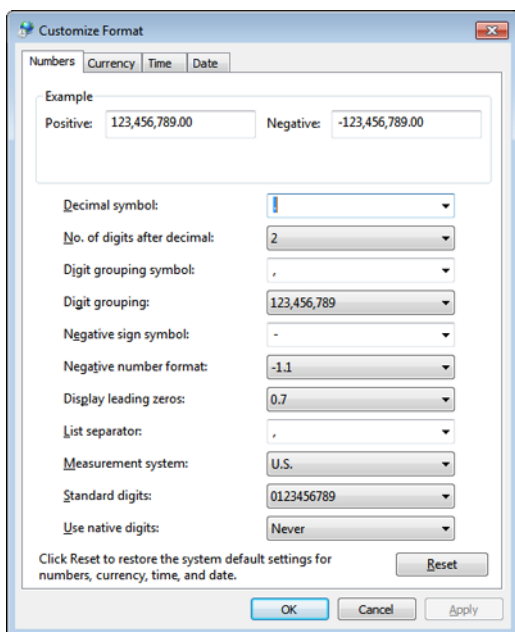 Customize Format
Numbers Currency Time Date
Example
Positive: 123,456,789.00 Negative: -123,456,789.00
Decimal symbol: .
No. of digits after decimal: 2
Digit grouping symbol: ,
Digit grouping: 123,456,789
Negative sign symbol: -
Negative number format: -1.1
Display leading zeros: 0.7
List separator: ,
Measurement system: U.S.
Standard digits: 0123456789
Use native digits: Never
Click Reset to restore the system default settings for
numbers, currency, time, and date.
Reset
OK Cancel Apply